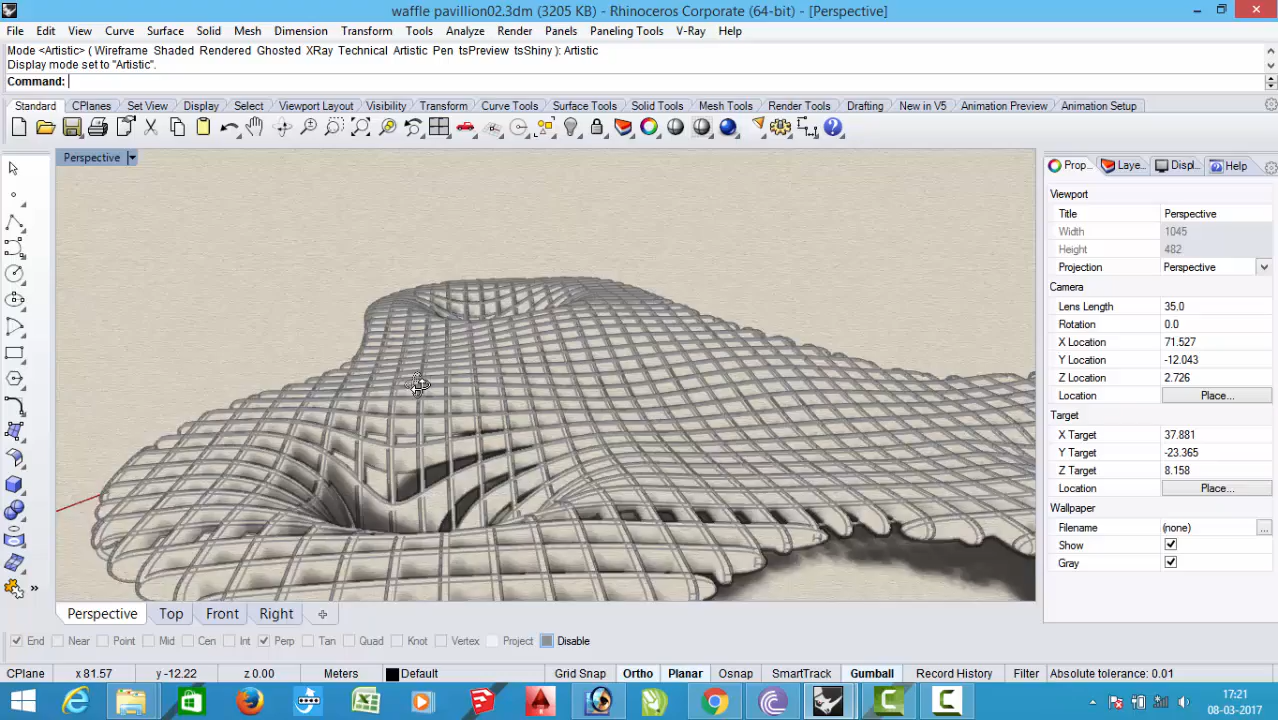 waffle pavillion02.3dm (3205 KB) - Rhinoceros Corporate (64-bit) - [Perspective]
File Edit View Curve Surface Solid Mesh Dimension Transform Tools Analyze Render Panels Paneling Tools V-Ray Help
Mode <Artistic> ( Wireframe Shaded Rendered Ghosted XRay Technical Artistic Pen tsPreview tsShiny ): Artistic
Display mode set to "Artistic".
Command:
Standard CPlanes Set View Display Select Viewport Layout Visibility Transform Curve Tools Surface Tools Solid Tools Mesh Tools Render Tools Drafting New in V5 Animation Preview Animation Setup
Perspective
Prop... Laye... Displ... Help
Viewport
Title Perspective
Width 1045
Height 482
Projection Perspective
Camera
Lens Length 35.0
Rotation 0.0
X Location 71.527
Y Location -12.043
Z Location 2.726
Location Place...
Target
X Target 37.881
Y Target -23.365
Z Target 8.158
Location Place...
Wallpaper
Filename (none) ...
Show
Gray
Perspective Top Front Right
End Near Point Mid Cen Int Perp Tan Quad Knot Vertex Project Disable
CPlane x 81.57 y -12.22 z 0.00 Meters Default Grid Snap Ortho Planar Osnap SmartTrack Gumball Record History Filter Absolute tolerance: 0.01
17:21
08-03-2017